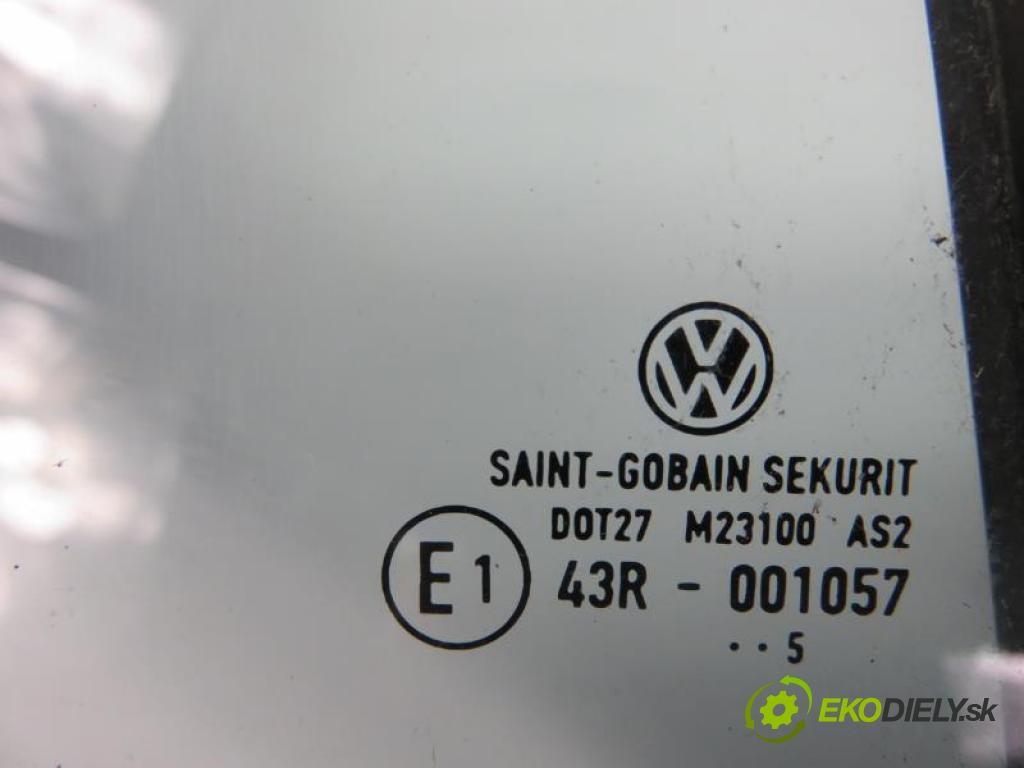 SAINT-GOBAIN SEKURIT
DOT27 M23100 AS2
E1 43R - 001057
• • 5
EKODIELY.sk